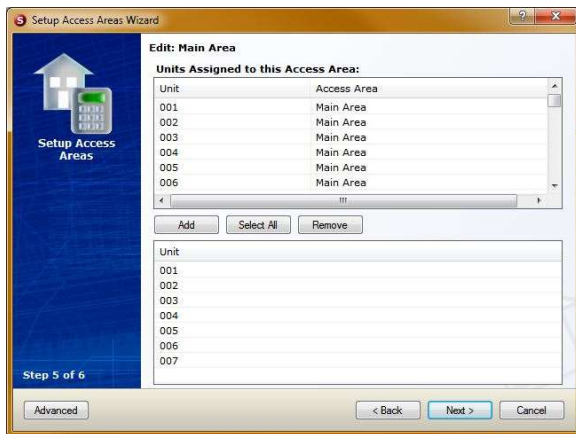 Setup Access Areas Wizard
Edit: Main Area
Units Assigned to this Access Area:
Unit Access Area
001 Main Area
002 Main Area
003 Main Area
004 Main Area
005 Main Area
006 Main Area
Setup Access
Areas
Add Select All Remove
Unit
001
002
003
004
005
006
007
Step 5 of 6
Advanced < Back Next > Cancel